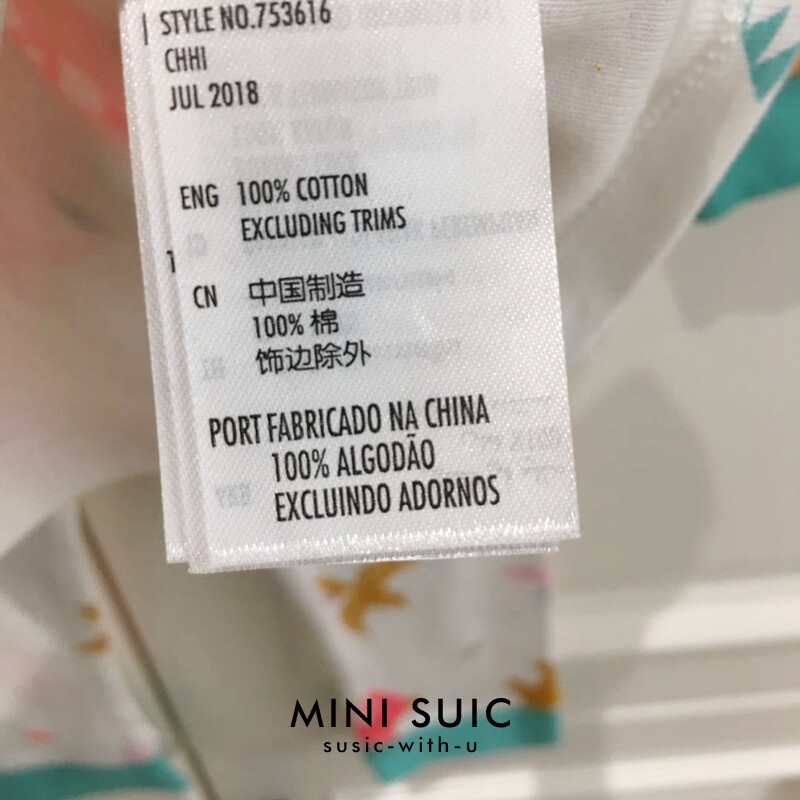 STYLE NO.753616
CHHI
JUL 2018
ENG 100% COTTON
EXCLUDING TRIMS
CN 中国制造
100% 棉
饰边除外
PORT FABRICADO NA CHINA
100% ALGODÃO
EXCLUINDO ADORNOS
MINI SUIC
susic-with-u